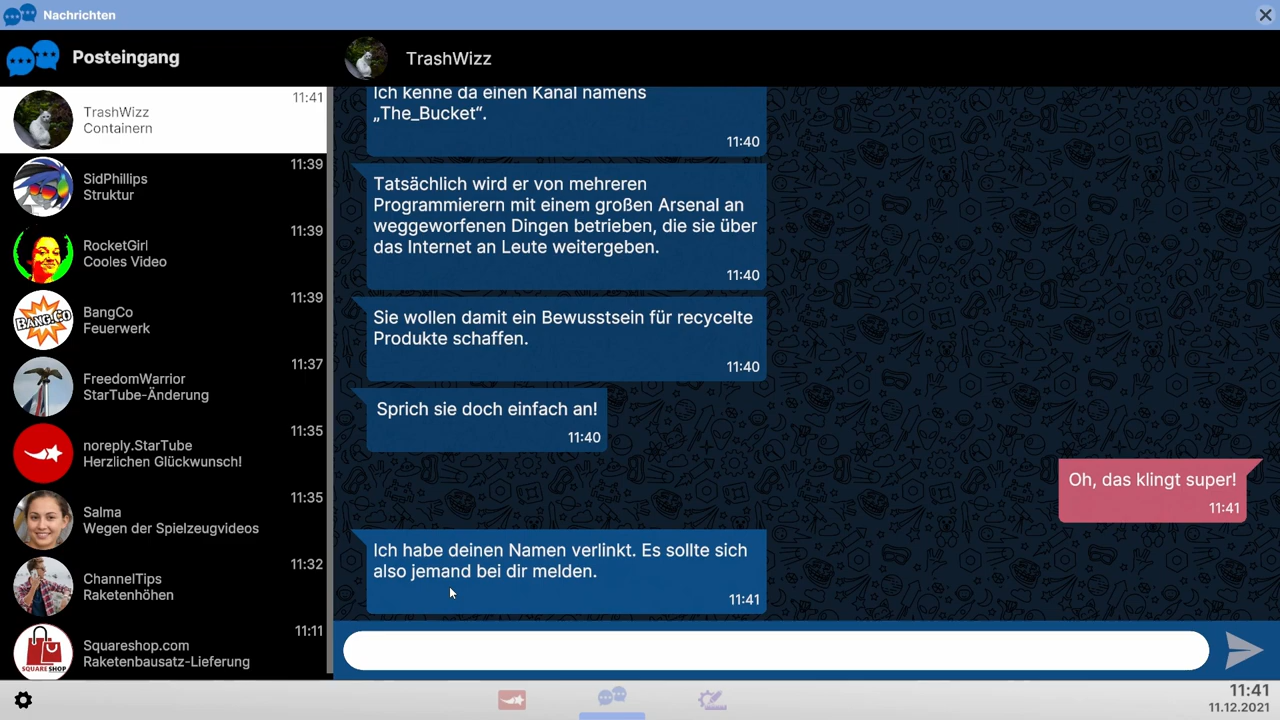 Nachrichten
Posteingang
TrashWizz
11:41
TrashWizz
Containern
11:39
SidPhillips
Struktur
11:39
RocketGirl
Cooles Video
11:39
BANG.CO
BangCo
Feuerwerk
11:37
FreedomWarrior
StarTube-Änderung
11:35
noreply.StarTube
Herzlichen Glückwunsch!
11:35
Salma
Wegen der Spielzeugvideos
11:32
ChannelTips
Raketenhöhen
11:11
SQUARE SHOP
Squareshop.com
Raketenbausatz-Lieferung
Ich kenne da einen Kanal namens
„The_Bucket“.
11:40
Tatsächlich wird er von mehreren
Programmierern mit einem großen Arsenal an
weggeworfenen Dingen betrieben, die sie über
das Internet an Leute weitergeben.
11:40
Sie wollen damit ein Bewusstsein für recycelte
Produkte schaffen.
11:40
Sprich sie doch einfach an!
11:40
Oh, das klingt super!
11:41
Ich habe deinen Namen verlinkt. Es sollte sich
also jemand bei dir melden.
11:41
11:41
11.12.2021